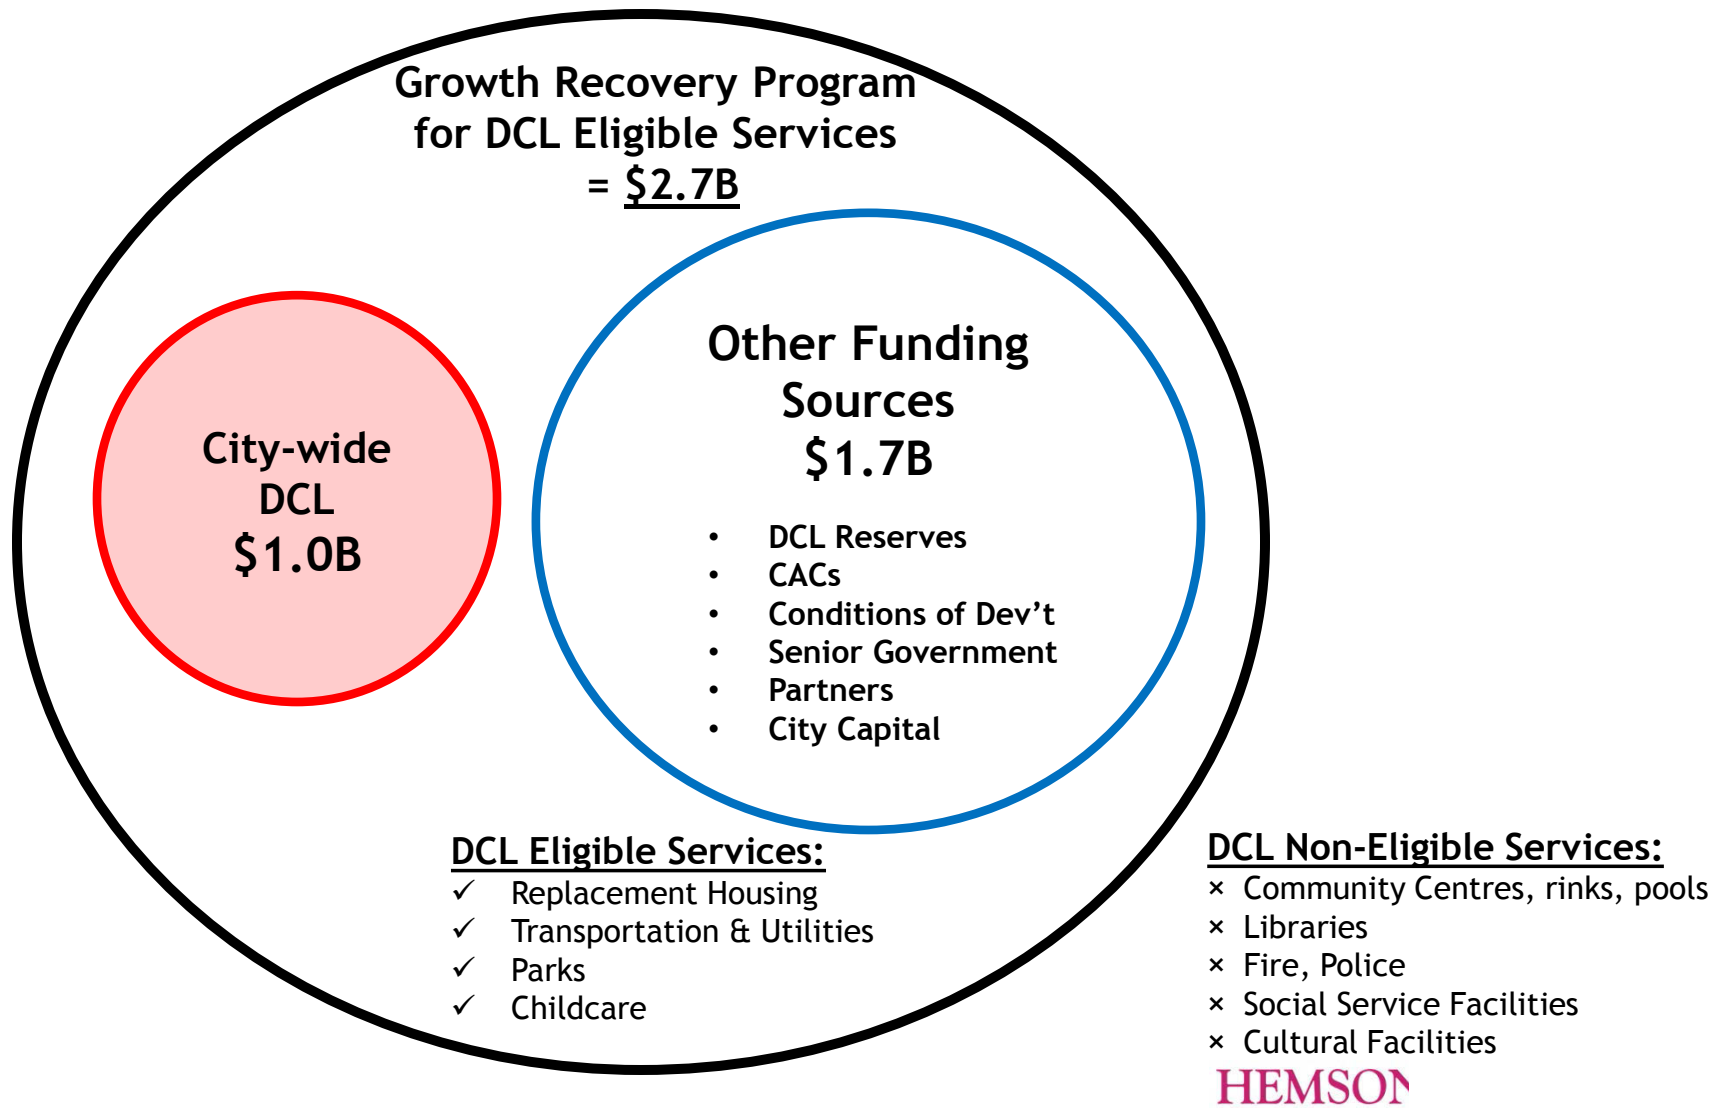 Growth Recovery Program
for DCL Eligible Services
= $2.7B
City-wide
DCL
$1.0B
Other Funding
Sources
$1.7B
• DCL Reserves
• CACs
• Conditions of Dev’t
• Senior Government
• Partners
• City Capital
DCL Eligible Services:
✓ Replacement Housing
✓ Transportation & Utilities
✓ Parks
✓ Childcare
DCL Non-Eligible Services:
× Community Centres, rinks, pools
× Libraries
× Fire, Police
× Social Service Facilities
× Cultural Facilities
HEMSON